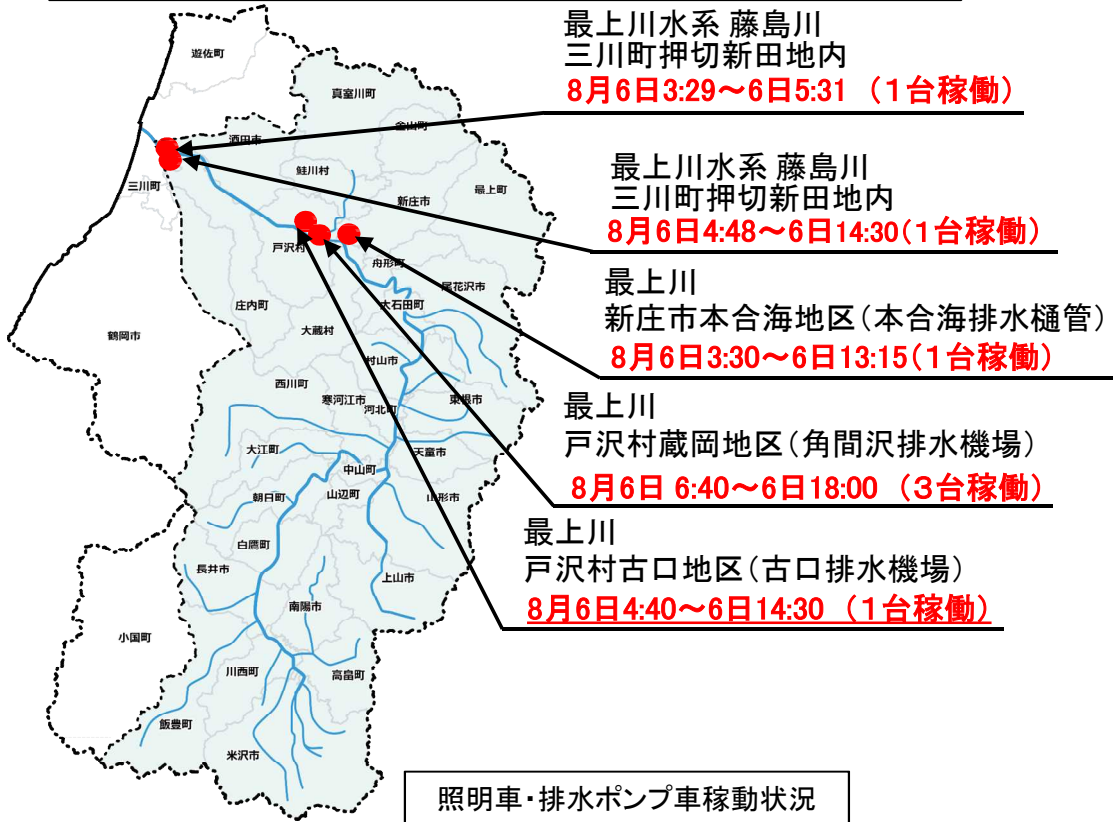 最上川水系 藤島川
三川町押切新田地内
8月6日3:29～6日5:31 （１台稼働）
最上川水系 藤島川
三川町押切新田地内
8月6日4:48～6日14:30(１台稼働)
最上川
新庄市本合海地区(本合海排水樋管)
8月6日3:30～6日13:15(１台稼働)
最上川
戸沢村蔵岡地区(角間沢排水機場)
8月6日 6:40～6日18:00 （３台稼働）
最上川
戸沢村古口地区(古口排水機場)
8月6日4:40～6日14:30 （１台稼働）
遊佐町
真室川町
金山町
酒田市
鮭川村
三川町
新庄市
最上町
戸沢村
舟形町
尾花沢市
庄内町
大石田町
大蔵村
鶴岡市
村山市
西川町
寒河江市
河北町
東根市
大江町
天童市
中山町
朝日町
山辺町
山形市
白鷹町
長井市
上山市
南陽市
小国町
川西町
高畠町
飯豊町
米沢市
照明車・排水ポンプ車稼動状況